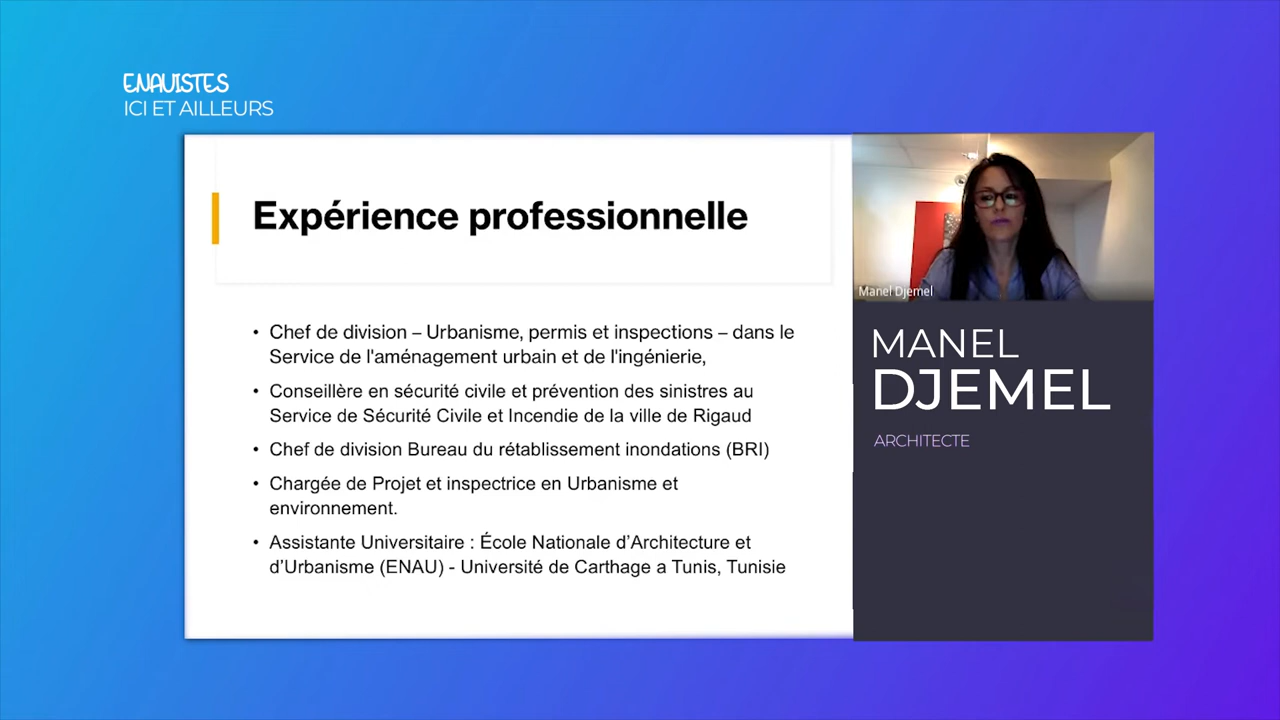 ENAUISTES
ICI ET AILLEURS
Expérience professionnelle
• Chef de division – Urbanisme, permis et inspections – dans le
Service de l'aménagement urbain et de l'ingénierie,
• Conseillère en sécurité civile et prévention des sinistres au
Service de Sécurité Civile et Incendie de la ville de Rigaud
• Chef de division Bureau du rétablissement inondations (BRI)
• Chargée de Projet et inspectrice en Urbanisme et
environnement.
• Assistante Universitaire : École Nationale d’Architecture et
d’Urbanisme (ENAU) - Université de Carthage a Tunis, Tunisie
Manel Djemel
MANEL
DJEMEL
ARCHITECTE